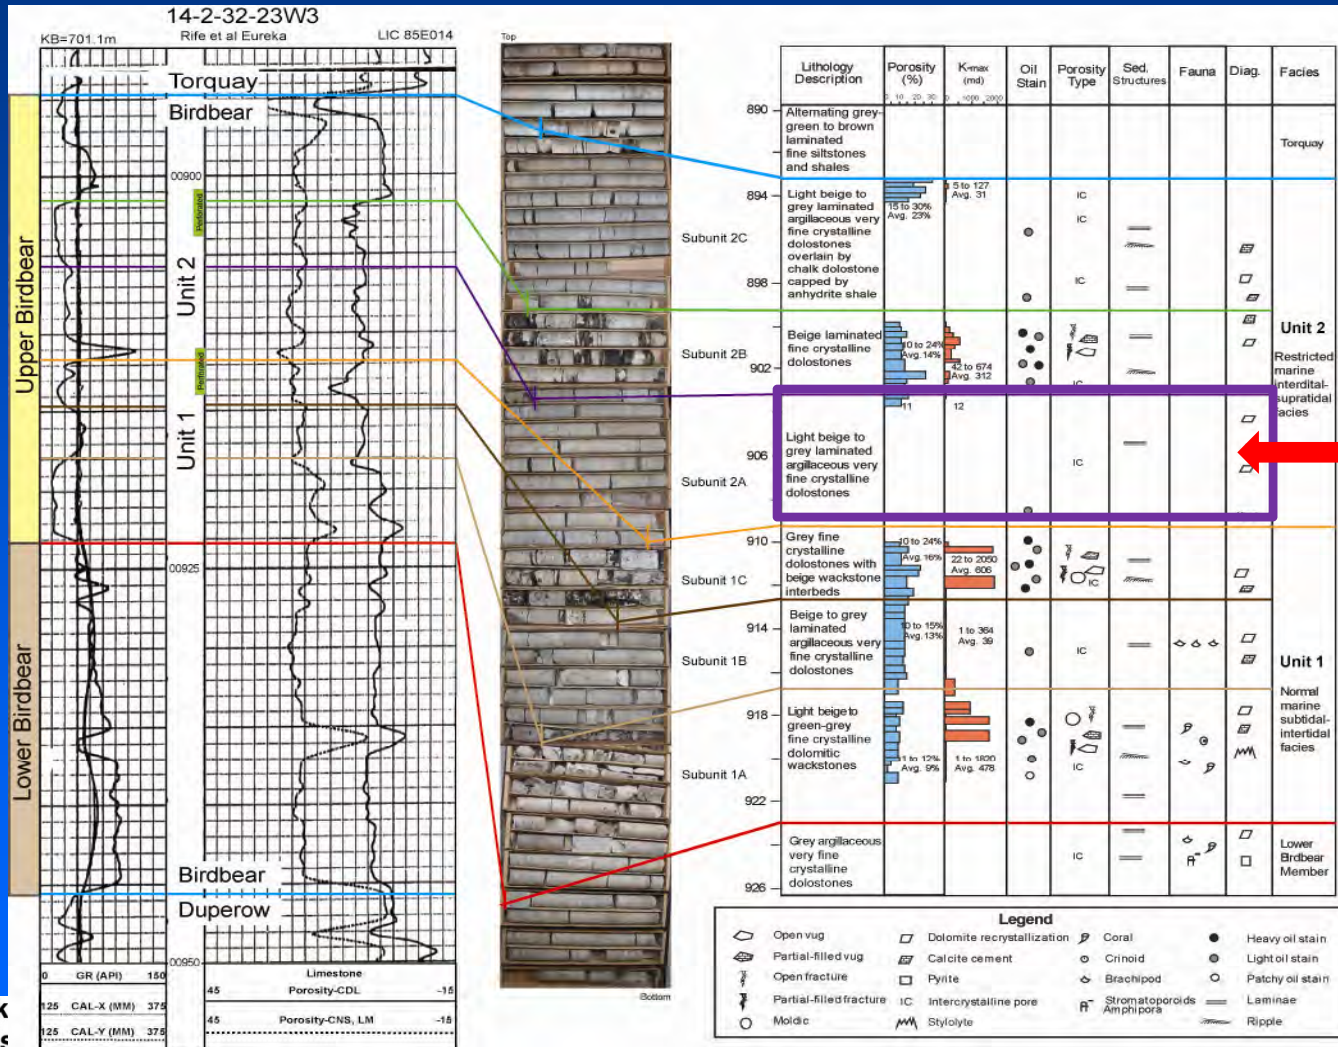 14-2-32-23W3
KB=701.1m
Rife et al Eureka
LIC 85E014
Torquay
Birdbear
00900
Perforated
Unit 2
Perforated
Unit 1
00925
Birdbear
Duperow
00950
Upper Birdbear
Lower Birdbear
0 GR (API) 150
125 CAL-X (MM) 375
125 CAL-Y (MM) 375
Limestone
45 Porosity-CDL -15
45 Porosity-CNS, LM -15
Top
Bottom
Subunit 2C
Subunit 2B
Subunit 2A
Subunit 1C
Subunit 1B
Subunit 1A
Lithology
Description
Porosity
(%)
0 10 20 30
K-max
(md)
0 1000 2000
Oil
Stain
Porosity
Type
Sed.
Structures
Fauna
Diag.
Facies
890
894
898
902
906
910
914
918
922
926
Alternating grey-
green to brown
laminated
fine siltstones
and shales
Torquay
Light beige to
grey laminated
argillaceous very
fine crystalline
dolostones
overlain by
chalk dolostone
capped by
anhydrite shale
15 to 30%
Avg. 23%
5 to 127
Avg. 31
IC
IC
IC
Beige laminated
fine crystalline
dolostones
10 to 24%
Avg.14%
42 to 674
Avg. 312
IC
Unit 2
Restricted
marine
interdital-
supratidal
facies
Light beige to
grey laminated
argillaceous very
fine crystalline
dolostones
11
12
IC
Grey fine
crystalline
dolostones with
beige wackstone
interbeds
10 to 24%
Avg. 16%
22 to 2050
Avg. 606
IC
Beige to grey
laminated
argillaceous very
fine crystalline
dolostones
10 to 15%
Avg.13%
1 to 364
Avg. 39
IC
Unit 1
Normal
marine
subtidal-
intertidal
facies
Light beige to
green-grey
fine crystalline
dolomitic
wackstones
1 to 12%
Avg. 9%
1 to 1820
Avg. 478
IC
Grey argillaceous
very fine
crystalline
dolostones
IC
Lower
Birdbear
Member
Legend
Open vug
Partial-filled vug
Open fracture
Partial-filled fracture
Moldic
Dolomite recrystallization
Calcite cement
Pyrite
IC Intercrystalline pore
Stylolyte
Coral
Crinoid
Brachipod
Stromatoporoids
Amphipora
Heavy oil stain
Light oil stain
Patchy oil stain
Laminae
Ripple